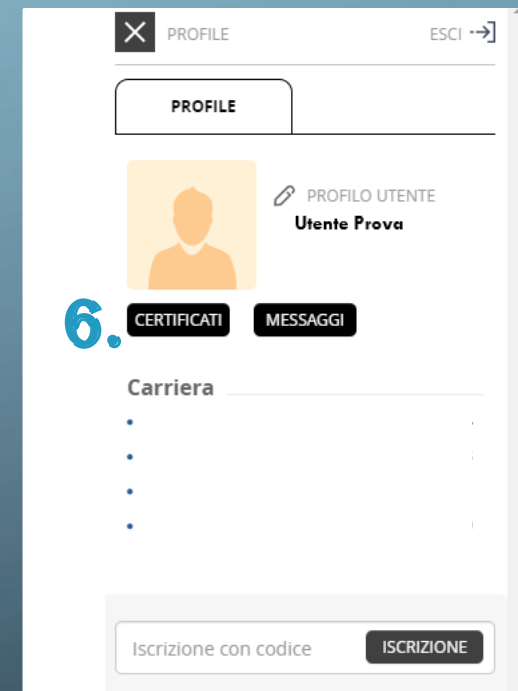 PROFILE
ESCI
PROFILE
PROFILO UTENTE
Utente Prova
6.
CERTIFICATI
MESSAGGI
Carriera
Iscrizione con codice
ISCRIZIONE